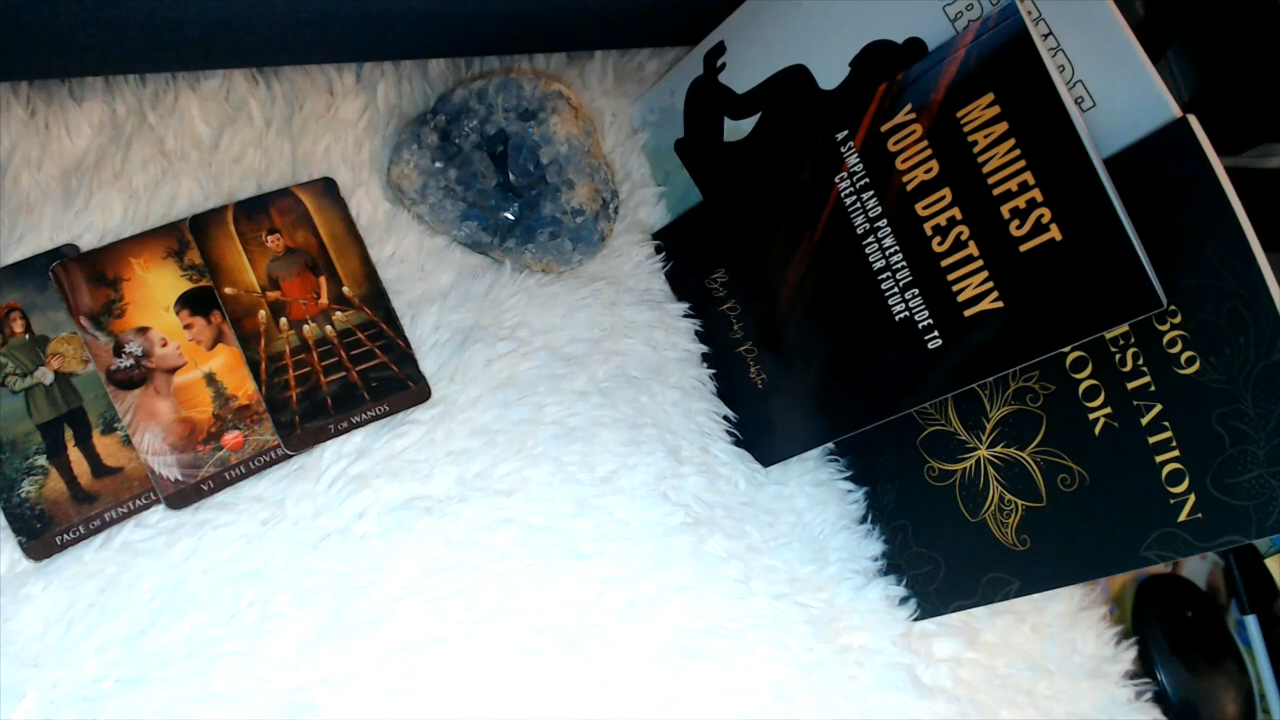 PAGE OF PENTACL
VI · THE LOVER
7 OF WANDS
MANIFEST
YOUR DESTINY
A SIMPLE AND POWERFUL GUIDE TO
CREATING YOUR FUTURE
By
369
ESTATION
OOK